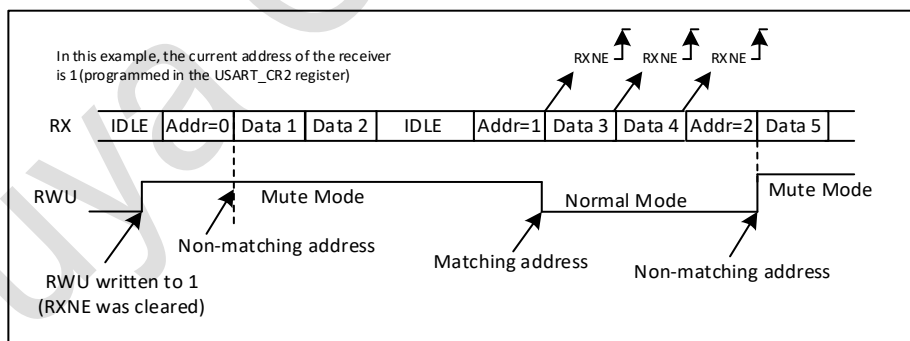 In this example, the current address of the receiver
is 1(programmed in the USART_CR2 register)
RXNE RXNE RXNE
RX IDLE Addr=0 Data 1 Data 2 IDLE Addr=1 Data 3 Data 4 Addr=2 Data 5
RWU Mute Mode Normal Mode Mute Mode
Non-matching address Matching address Non-matching address
RWU written to 1
(RXNE was cleared)